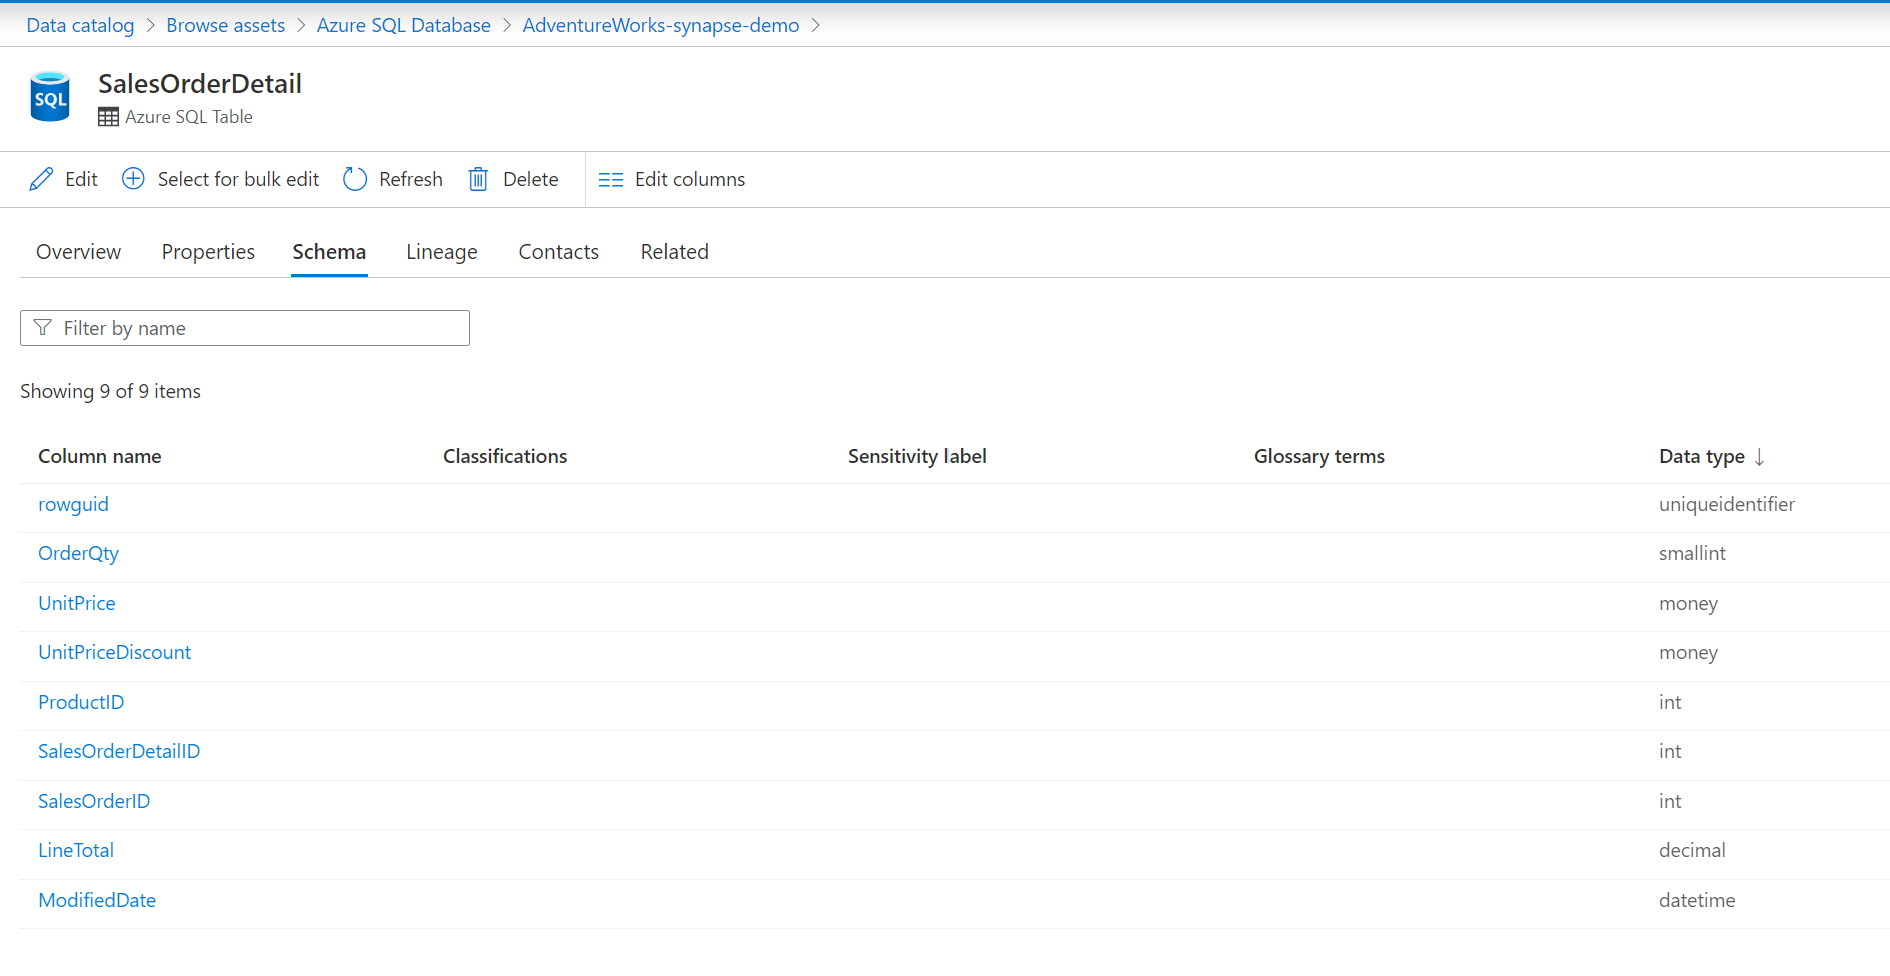 Data catalog > Browse assets > Azure SQL Database > AdventureWorks-synapse-demo >
SQL
SalesOrderDetail
Azure SQL Table
Edit Select for bulk edit Refresh Delete Edit columns
Overview Properties Schema Lineage Contacts Related
Filter by name
Showing 9 of 9 items
Column name Classifications Sensitivity label Glossary terms Data type ↓
rowguid uniqueidentifier
OrderQty smallint
UnitPrice money
UnitPriceDiscount money
ProductID int
SalesOrderDetailID int
SalesOrderID int
LineTotal decimal
ModifiedDate datetime